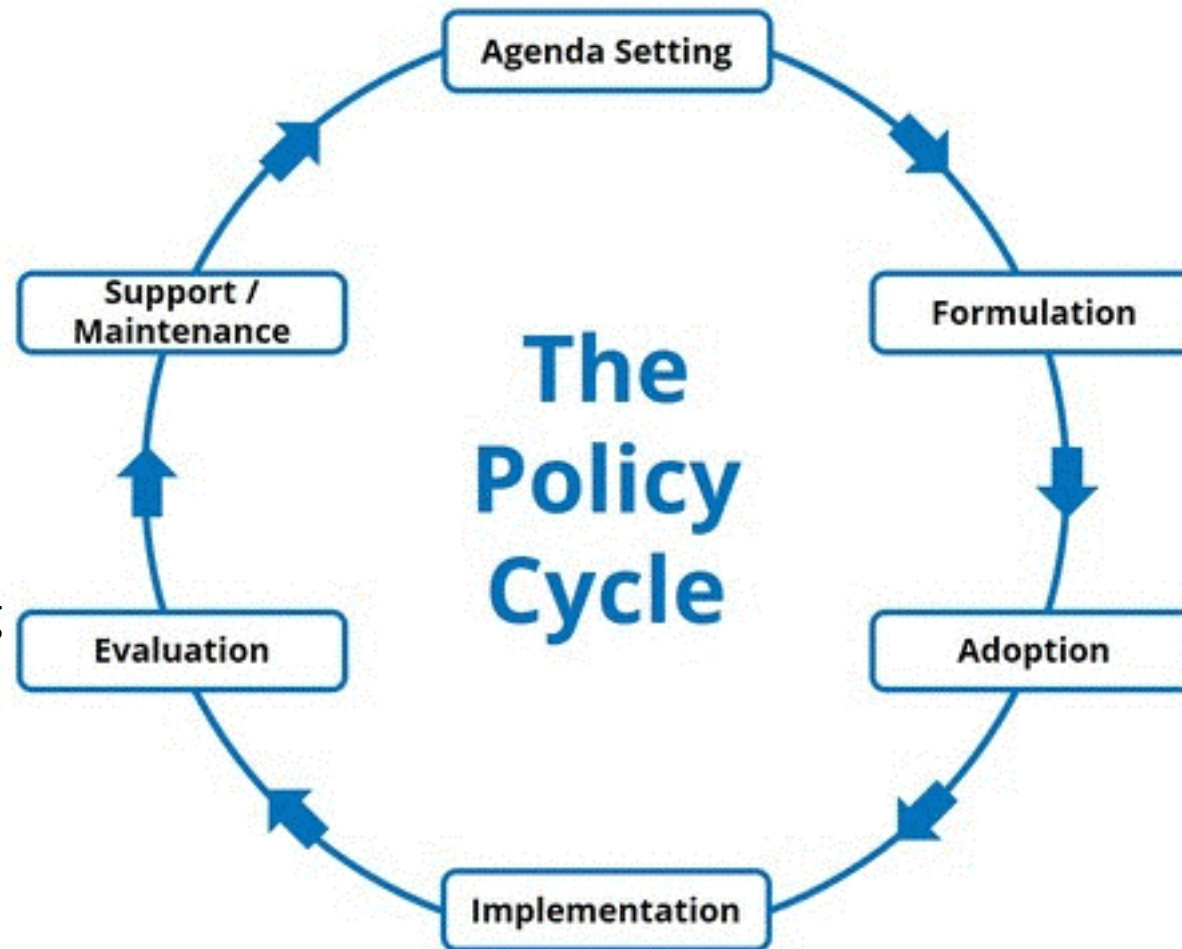 Agenda Setting
Support /
Maintenance
Formulation
The
Policy
Cycle
Evaluation
Adoption
Implementation